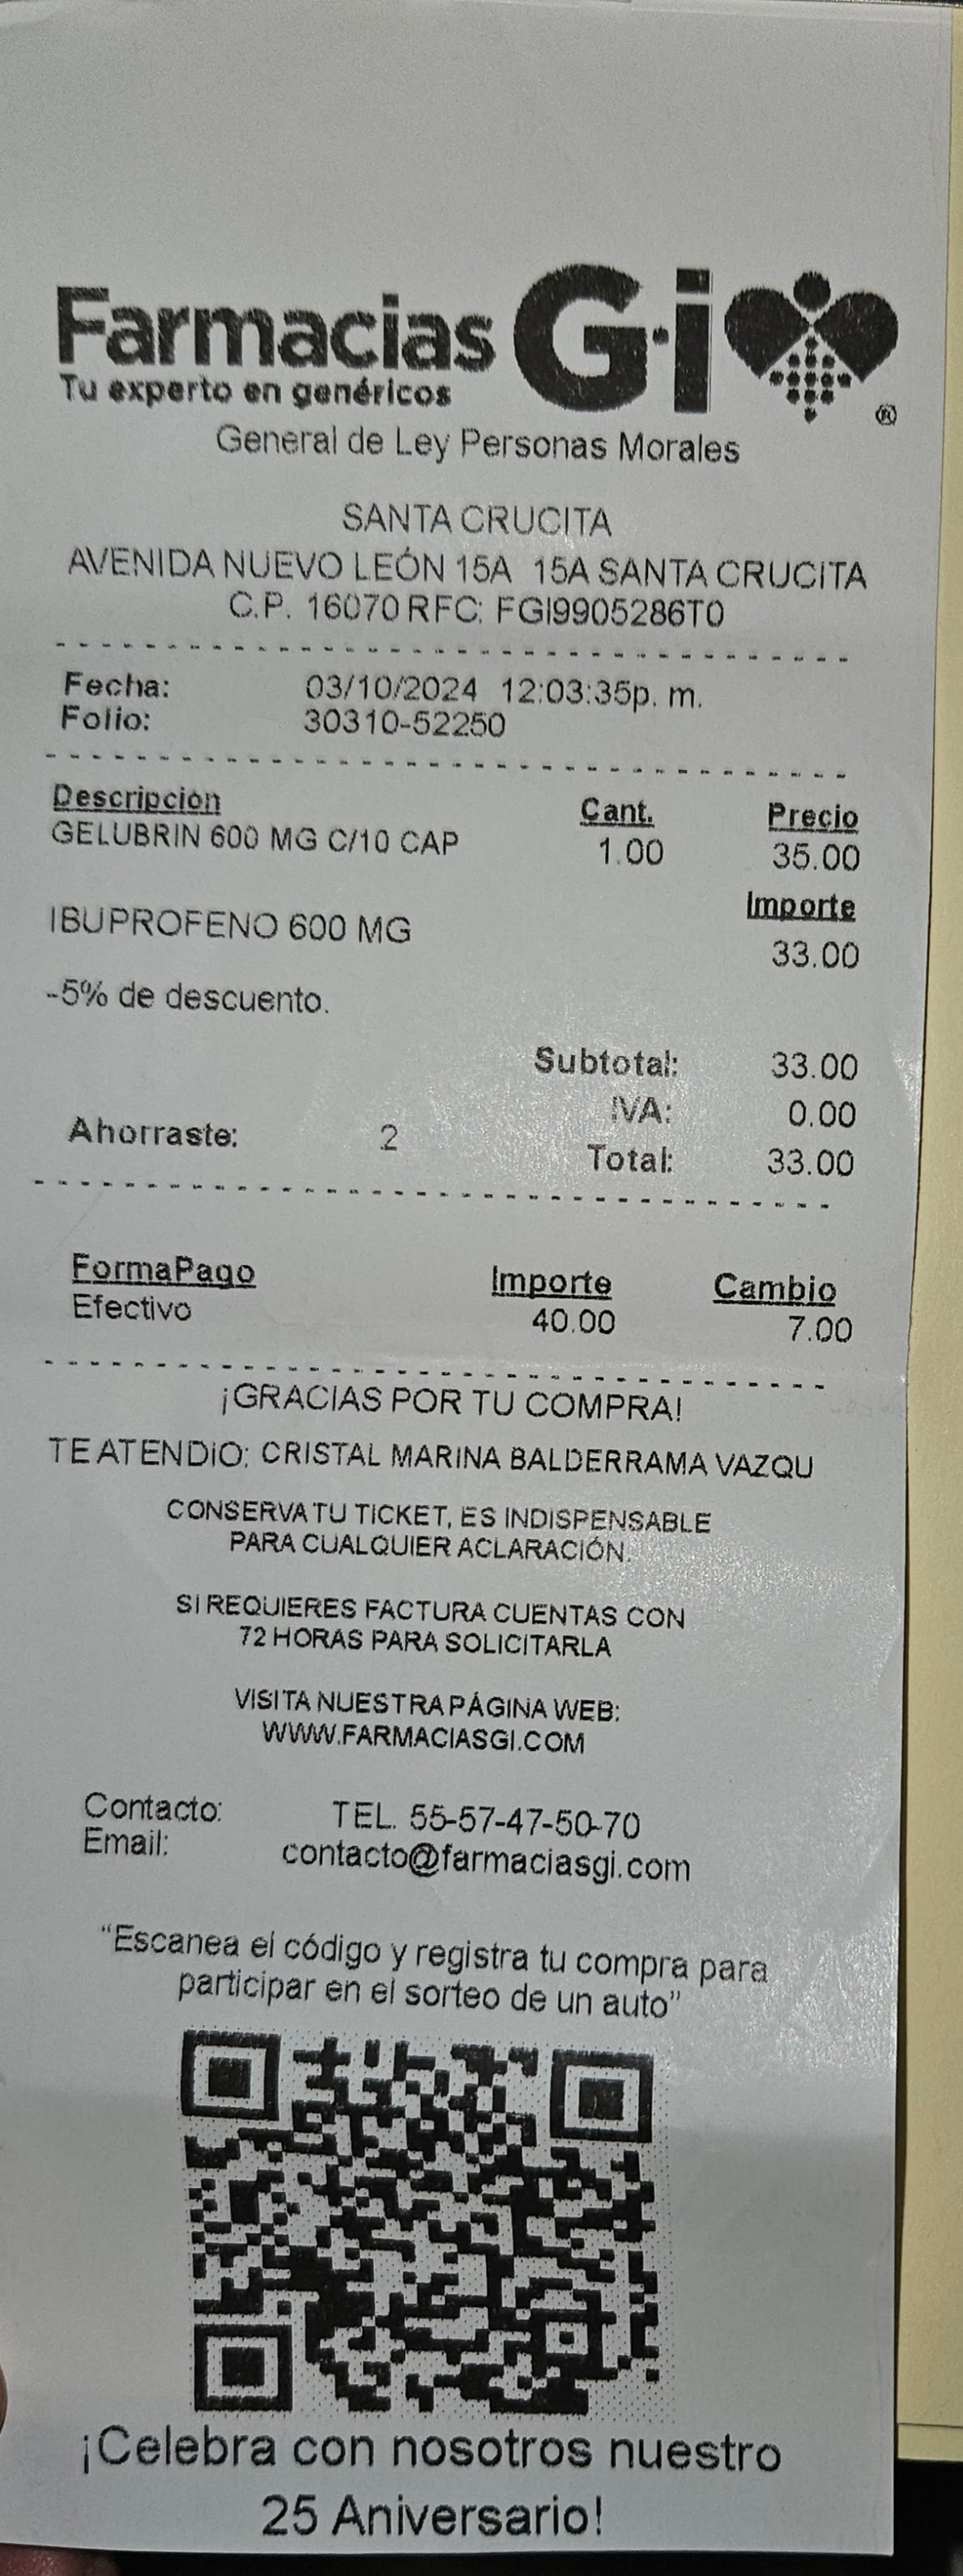 Farmacias G·i
Tu experto en genéricos
®
General de Ley Personas Morales
SANTA CRUCITA
AVENIDA NUEVO LEÓN 15A 15A SANTA CRUCITA
C.P. 16070 RFC: FGI9905286T0
Fecha: 03/10/2024 12:03:35p. m.
Folio: 30310-52250
Descripción Cant. Precio
GELUBRIN 600 MG C/10 CAP 1.00 35.00
Importe
IBUPROFENO 600 MG 33.00
-5% de descuento.
Subtotal: 33.00
IVA: 0.00
Ahorraste: 2 Total: 33.00
FormaPago Importe Cambio
Efectivo 40.00 7.00
¡GRACIAS POR TU COMPRA!
TE ATENDIO: CRISTAL MARINA BALDERRAMA VAZQU
CONSERVA TU TICKET, ES INDISPENSABLE
PARA CUALQUIER ACLARACIÓN.
SI REQUIERES FACTURA CUENTAS CON
72 HORAS PARA SOLICITARLA
VISITA NUESTRA PÁGINA WEB:
WWW.FARMACIASGI.COM
Contacto: TEL. 55-57-47-50-70
Email: contacto@farmaciasgi.com
“Escanea el código y registra tu compra para
participar en el sorteo de un auto”
¡Celebra con nosotros nuestro
25 Aniversario!